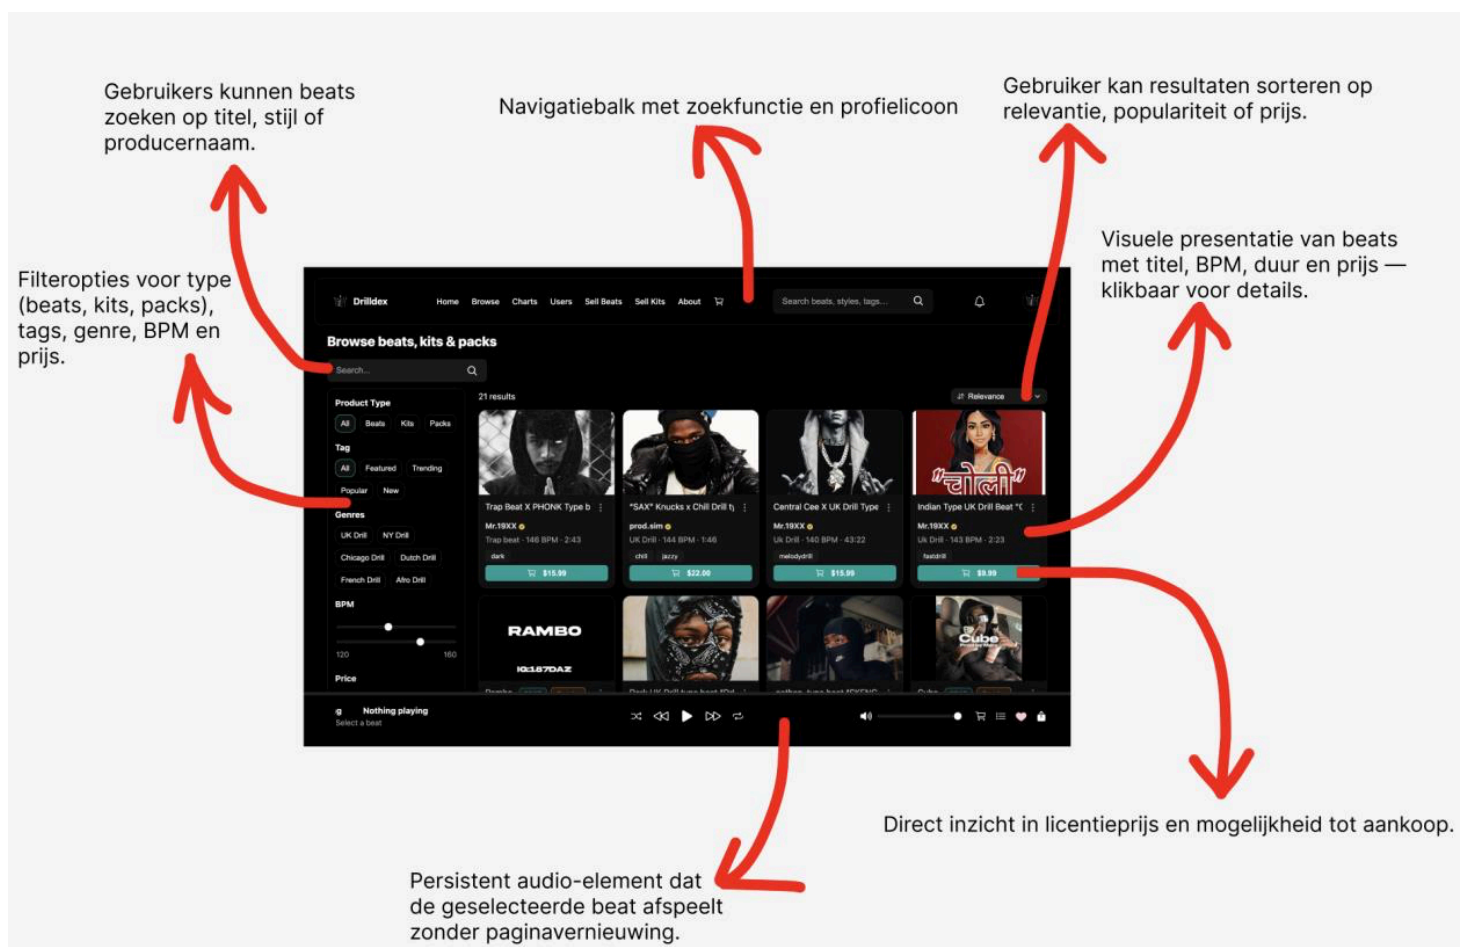 Gebruikers kunnen beats
zoeken op titel, stijl of
producernaam.
Navigatiebalk met zoekfunctie en profielicoon
Gebruiker kan resultaten sorteren op
relevantie, populariteit of prijs.
Visuele presentatie van beats
met titel, BPM, duur en prijs —
klikbaar voor details.
Filteropties voor type
(beats, kits, packs),
tags, genre, BPM en
prijs.
Drilldex Home Browse Charts Users Sell Beats Sell Kits About Search beats, styles, tags...
Browse beats, kits & packs
Search...
21 results
Relevance
Product Type
All Beats Kits Packs
Tag
All Featured Trending
Popular New
Genres
UK Drill NY Drill
Chicago Drill Dutch Drill
French Drill Afro Drill
BPM
120 160
Price
"चोली"
Trap Beat X PHONK Type b
Mr.19XX
Trap beat · 146 BPM · 2:43
dark
$15.99
"SAX" Knucks x Chill Drill ty
prod.sim
UK Drill · 144 BPM · 1:46
chill jazzy
$22.00
Central Cee X UK Drill Type
Mr.19XX
Uk Drill · 140 BPM · 43:22
melodydrill
$15.99
Indian Type UK Drill Beat "C
Mr.19XX
Uk Drill · 143 BPM · 2:23
fastdrill
$9.99
RAMBO
IG:187DAZ
Cube
g Nothing playing
Select a beat
Direct inzicht in licentieprijs en mogelijkheid tot aankoop.
Persistent audio-element dat
de geselecteerde beat afspeelt
zonder paginavernieuwing.